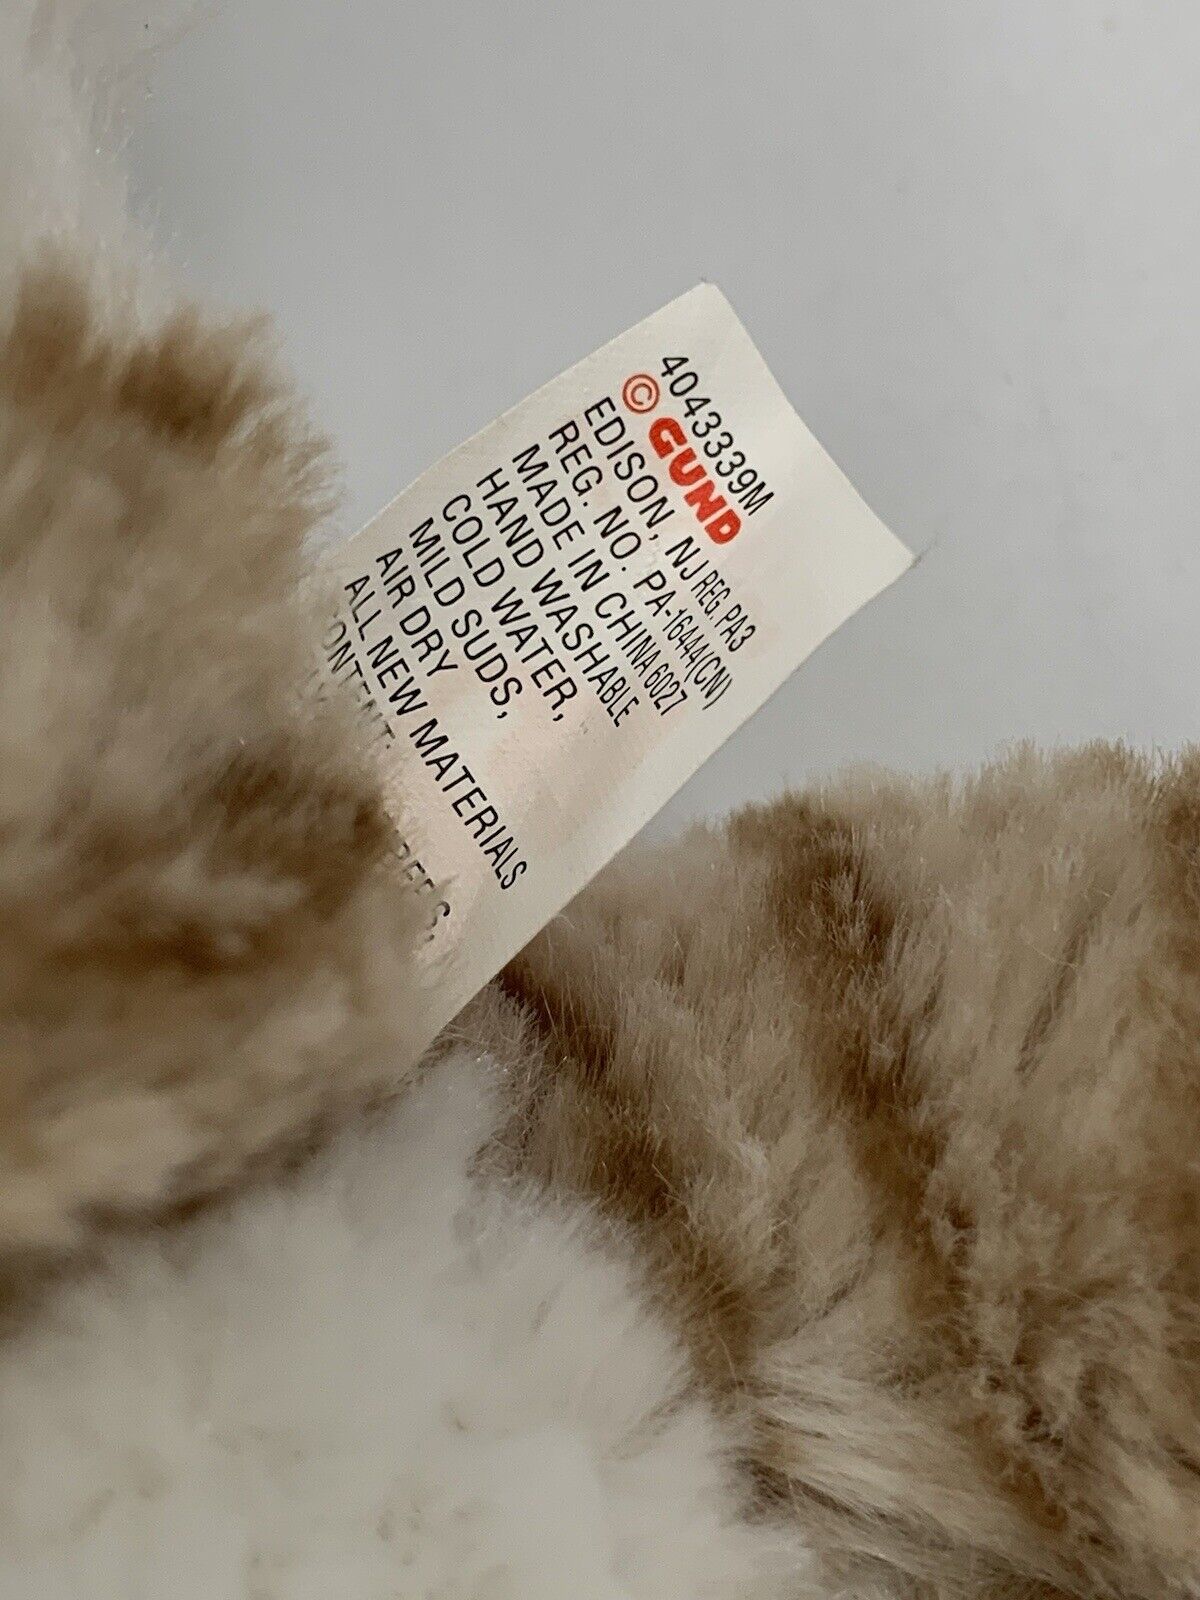 4043339M
© GUND
EDISON, NJ REG. PA3
REG. NO. PA-16444(CN)
MADE IN CHINA 6027
HAND WASHABLE
COLD WATER,
MILD SUDS,
AIR DRY
ALL NEW MATERIALS